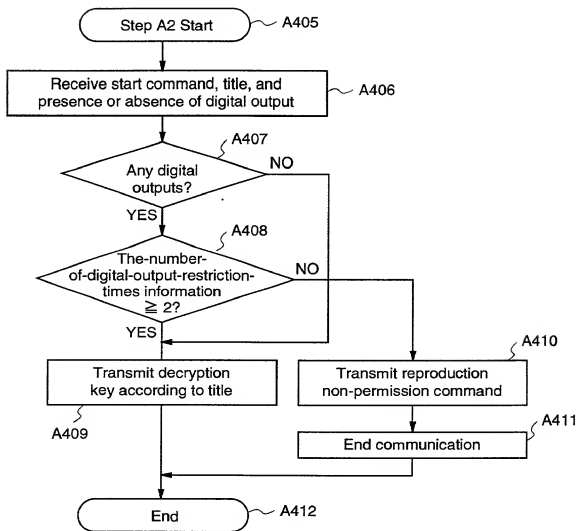 Step A2 Start
A405
Receive start command, title, and
presence or absence of digital output
A406
A407
Any digital
outputs?
NO
YES
A408
The-number-
of-digital-output-restriction-
times information
≧ 2?
NO
YES
A410
Transmit decryption
key according to title
A409
Transmit reproduction
non-permission command
A411
End communication
End
A412